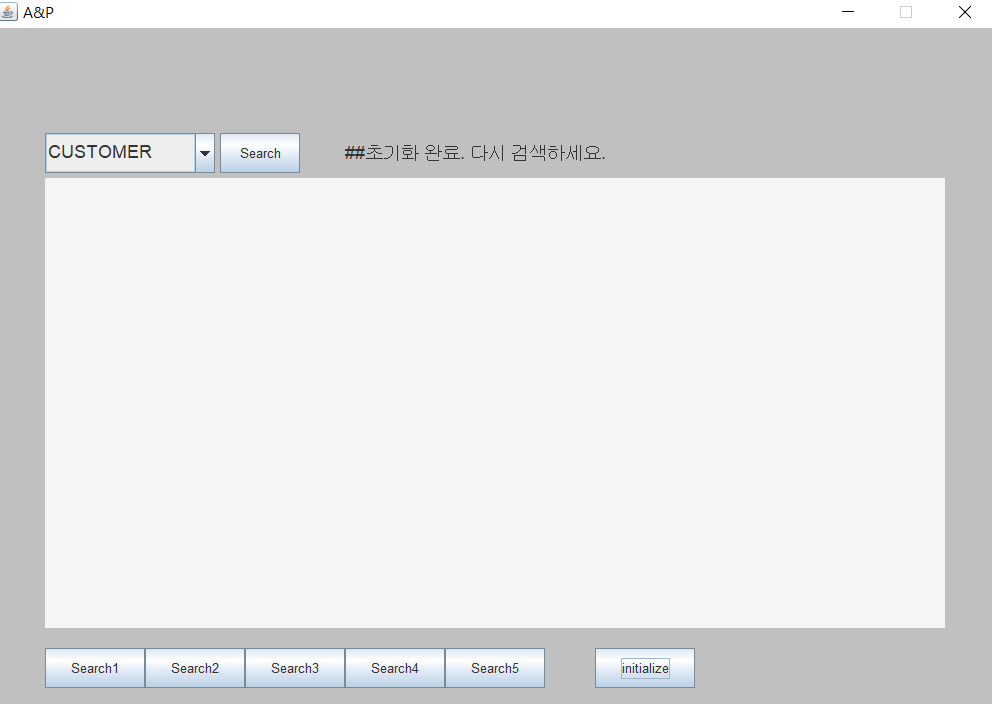 A&P
CUSTOMER Search ##초기화 완료. 다시 검색하세요.
Search1 Search2 Search3 Search4 Search5 initialize